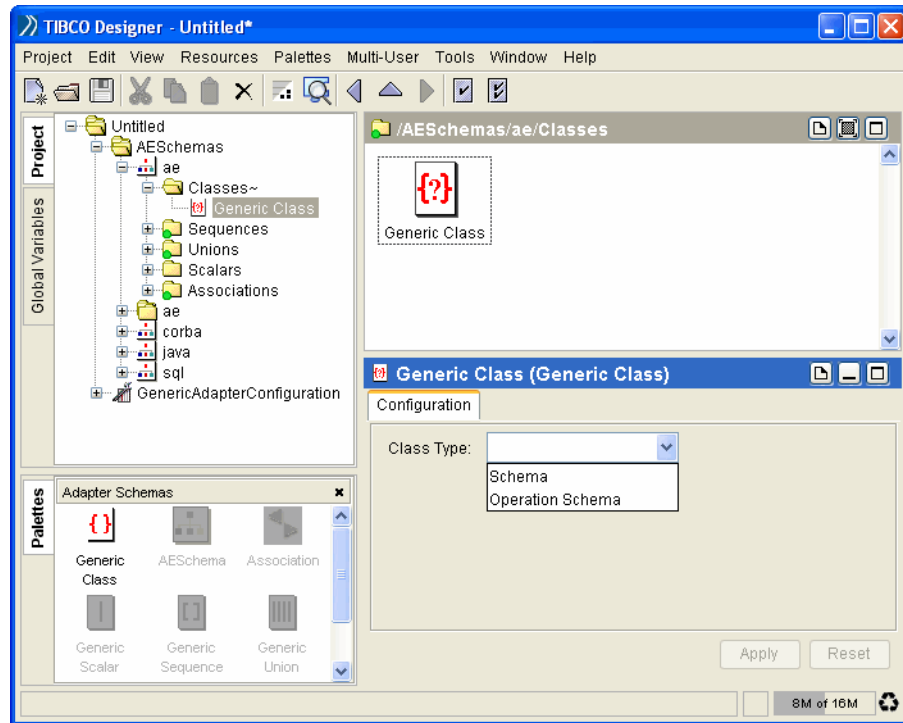 TIBCO Designer - Untitled*
Project Edit View Resources Palettes Multi-User Tools Window Help
Project
Global Variables
Untitled
AESchemas
ae
Classes~
Generic Class
Sequences
Unions
Scalars
Associations
ae
corba
java
sql
GenericAdapterConfiguration
/AESchemas/ae/Classes
{?}
Generic Class
Generic Class (Generic Class)
Configuration
Class Type:
Schema
Operation Schema
Apply Reset
Palettes
Adapter Schemas
Generic Class
AESchema
Association
Generic Scalar
Generic Sequence
Generic Union
8M of 16M